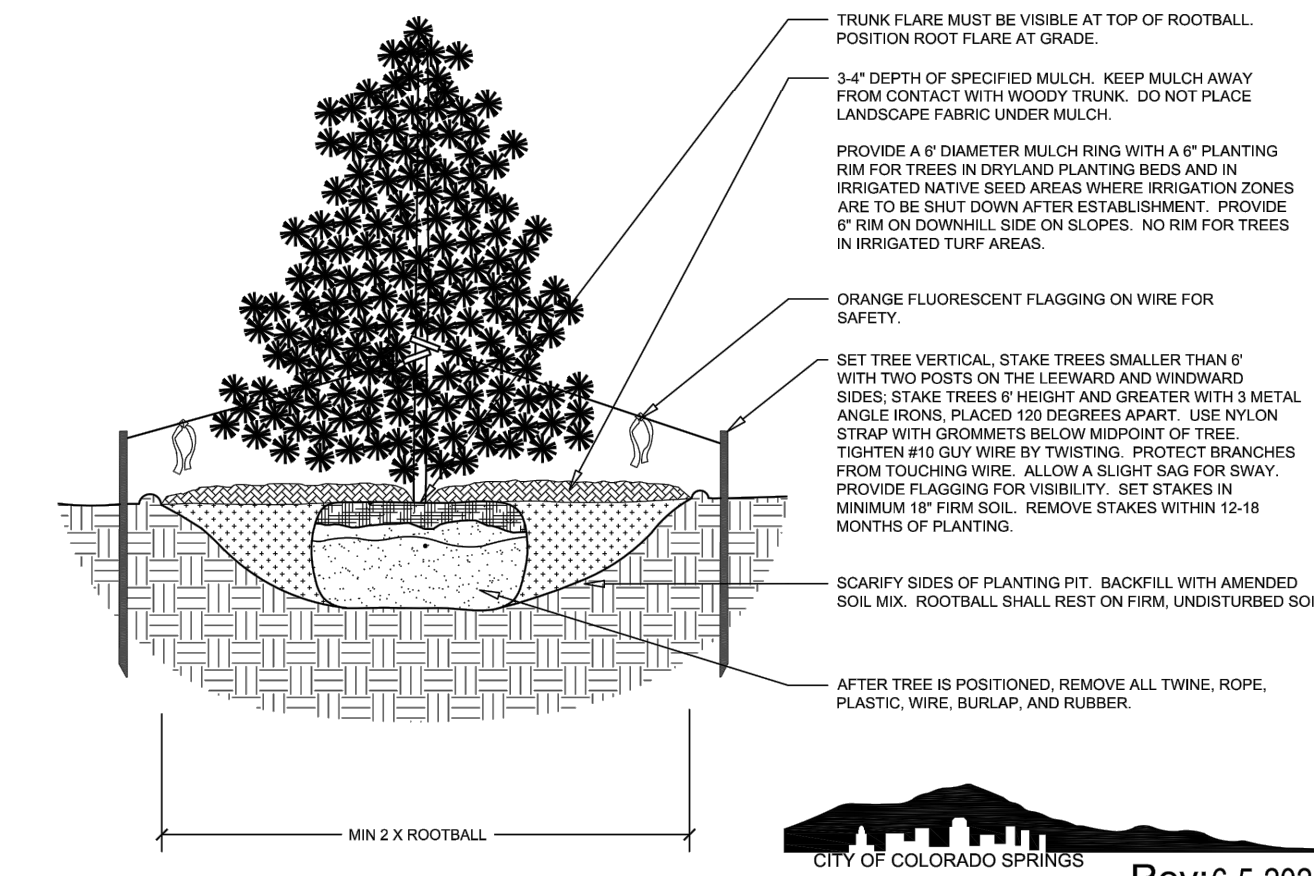 TRUNK FLARE MUST BE VISIBLE AT TOP OF ROOTBALL.
POSITION ROOT FLARE AT GRADE.
3-4" DEPTH OF SPECIFIED MULCH. KEEP MULCH AWAY
FROM CONTACT WITH WOODY TRUNK. DO NOT PLACE
LANDSCAPE FABRIC UNDER MULCH.
PROVIDE A 6' DIAMETER MULCH RING WITH A 6" PLANTING
RIM FOR TREES IN DRYLAND PLANTING BEDS AND IN
IRRIGATED NATIVE SEED AREAS WHERE IRRIGATION ZONES
ARE TO BE SHUT DOWN AFTER ESTABLISHMENT. PROVIDE
6" RIM ON DOWNHILL SIDE ON SLOPES. NO RIM FOR TREES
IN IRRIGATED TURF AREAS.
ORANGE FLUORESCENT FLAGGING ON WIRE FOR
SAFETY.
SET TREE VERTICAL, STAKE TREES SMALLER THAN 6'
WITH TWO POSTS ON THE LEEWARD AND WINDWARD
SIDES; STAKE TREES 6' HEIGHT AND GREATER WITH 3 METAL
ANGLE IRONS, PLACED 120 DEGREES APART. USE NYLON
STRAP WITH GROMMETS BELOW MIDPOINT OF TREE.
TIGHTEN #10 GUY WIRE BY TWISTING. PROTECT BRANCHES
FROM TOUCHING WIRE. ALLOW A SLIGHT SAG FOR SWAY.
PROVIDE FLAGGING FOR VISIBILITY. SET STAKES IN
MINIMUM 18" FIRM SOIL. REMOVE STAKES WITHIN 12-18
MONTHS OF PLANTING.
SCARIFY SIDES OF PLANTING PIT. BACKFILL WITH AMENDED
SOIL MIX. ROOTBALL SHALL REST ON FIRM, UNDISTURBED SOI
AFTER TREE IS POSITIONED, REMOVE ALL TWINE, ROPE,
PLASTIC, WIRE, BURLAP, AND RUBBER.
MIN 2 X ROOTBALL
CITY OF COLORADO SPRINGS